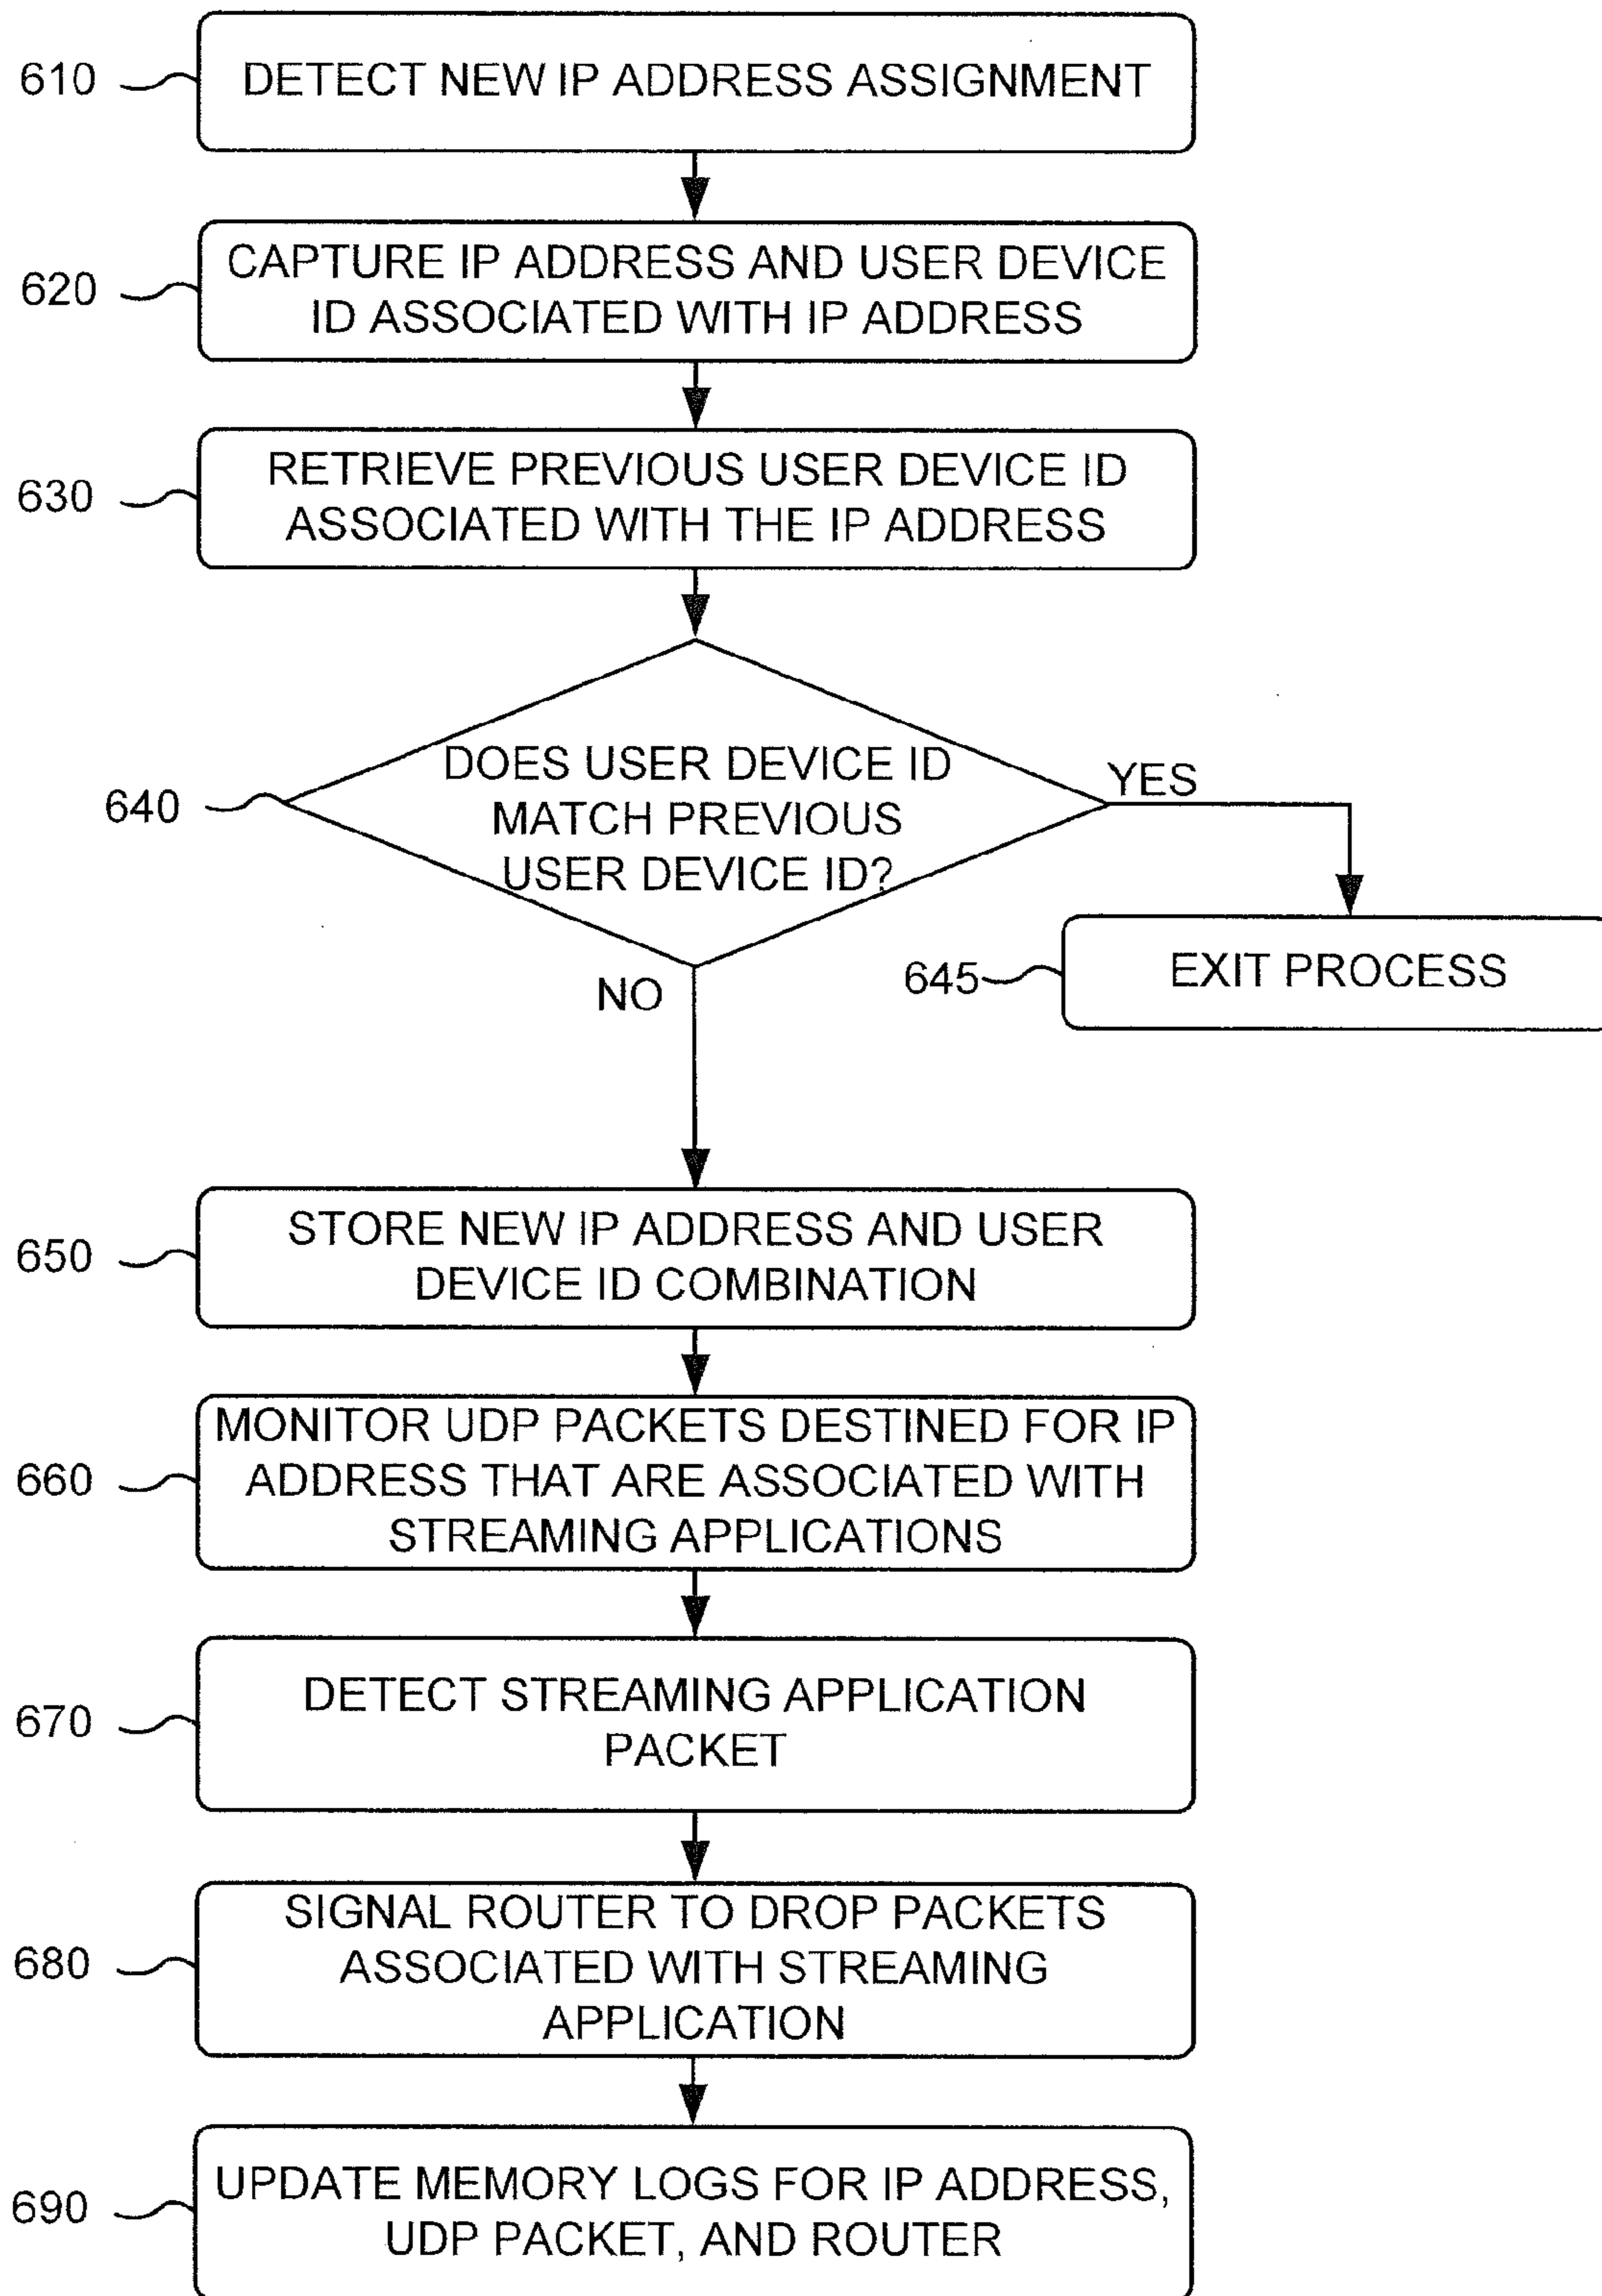 610
DETECT NEW IP ADDRESS ASSIGNMENT
620
CAPTURE IP ADDRESS AND USER DEVICE
ID ASSOCIATED WITH IP ADDRESS
630
RETRIEVE PREVIOUS USER DEVICE ID
ASSOCIATED WITH THE IP ADDRESS
640
DOES USER DEVICE ID
MATCH PREVIOUS
USER DEVICE ID?
YES
645
EXIT PROCESS
NO
650
STORE NEW IP ADDRESS AND USER
DEVICE ID COMBINATION
660
MONITOR UDP PACKETS DESTINED FOR IP
ADDRESS THAT ARE ASSOCIATED WITH
STREAMING APPLICATIONS
670
DETECT STREAMING APPLICATION
PACKET
680
SIGNAL ROUTER TO DROP PACKETS
ASSOCIATED WITH STREAMING
APPLICATION
690
UPDATE MEMORY LOGS FOR IP ADDRESS,
UDP PACKET, AND ROUTER